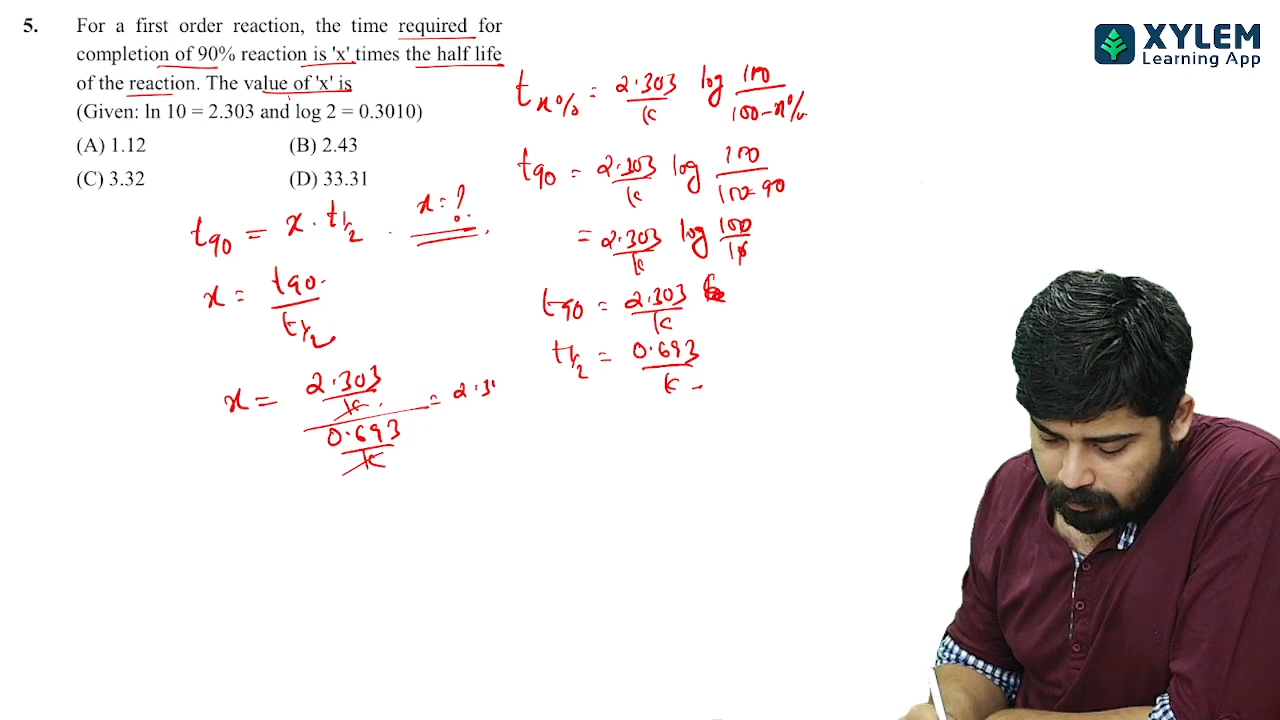 5. For a first order reaction, the time required for
completion of 90% reaction is 'x' times the half life
of the reaction. The value of 'x' is
(Given: ln 10 = 2.303 and log 2 = 0.3010)
(A) 1.12 (B) 2.43
(C) 3.32 (D) 33.31
t90 = x . t1/2 . x = ?
x = t90 / t1/2
x = 2.303/k / 0.693/k = 2.3
tx% = 2.303/k log 100/100-x%
t90 = 2.303/k log 100/100-90
= 2.303/k log 100/10
t90 = 2.303/k
t1/2 = 0.693/k
XYLEM
Learning App